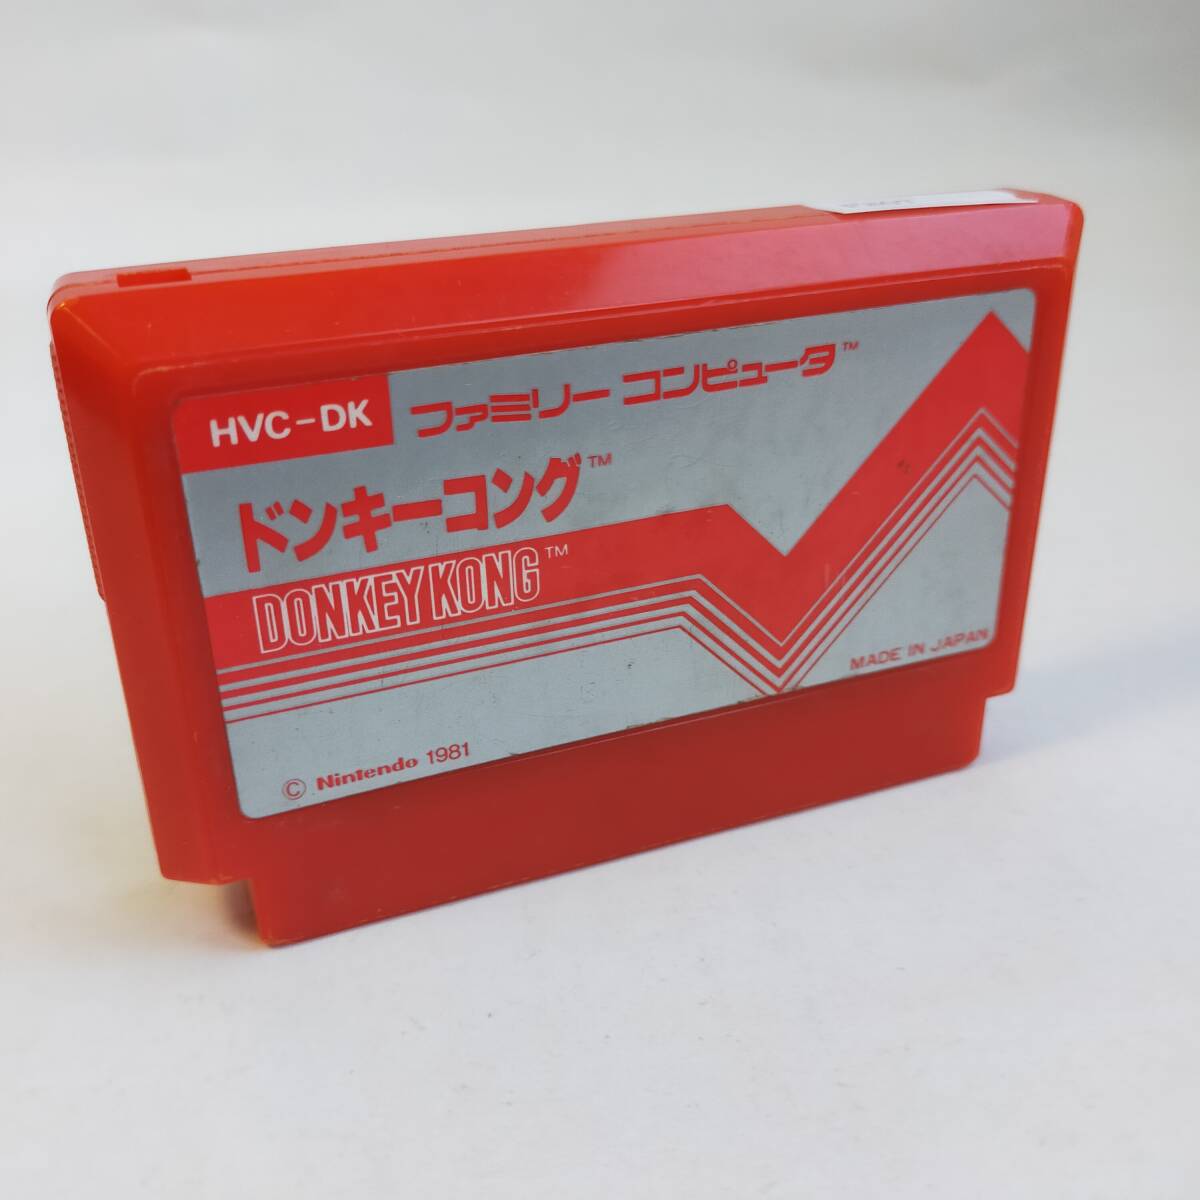 HVC-DK
ファミリー コンピュータ™
ドンキーコング™
DONKEY KONG™
MADE IN JAPAN
© Nintendo 1981